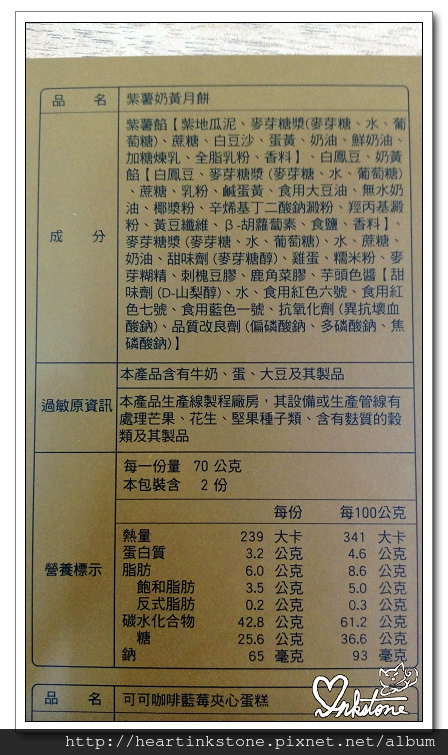 品 名 紫薯奶黃月餅
紫薯餡【紫地瓜泥、麥芽糖漿(麥芽糖、水、葡
萄糖)、蔗糖、白豆沙、蛋黃、奶油、鮮奶油、
加糖煉乳、全脂乳粉、香料】、白鳳豆、奶黃
餡【白鳳豆、麥芽糖漿 (麥芽糖、水、葡萄糖)
、蔗糖、乳粉、鹹蛋黃、食用大豆油、無水奶
油、椰漿粉、辛烯基丁二酸鈉澱粉、羥丙基澱
粉、黃豆纖維、β-胡蘿蔔素、食鹽、香料】、
成 分
麥芽糖漿 (麥芽糖、水、葡萄糖)、水、蔗糖、
奶油、甜味劑 (麥芽糖醇)、雞蛋、糯米粉、麥
芽糊精、刺槐豆膠、鹿角菜膠、芋頭色醬【甜
味劑 (D-山梨醇)、水、食用紅色六號、食用紅
色七號、食用藍色一號、抗氧化劑 (異抗壞血
酸鈉)、品質改良劑 (偏磷酸鈉、多磷酸鈉、焦
磷酸鈉)】
過敏原資訊
本產品含有牛奶、蛋、大豆及其製品
本產品生產線製程廠房，其設備或生產管線有
處理芒果、花生、堅果種子類、含有麩質的穀
類及其製品
營養標示
每一份量 70 公克
本包裝含 2 份
每份 每100公克
熱量 239 大卡 341 大卡
蛋白質 3.2 公克 4.6 公克
脂肪 6.0 公克 8.6 公克
飽和脂肪 3.5 公克 5.0 公克
反式脂肪 0.2 公克 0.3 公克
碳水化合物 42.8 公克 61.2 公克
糖 25.6 公克 36.6 公克
鈉 65 毫克 93 毫克
品 名 可可咖啡藍莓夾心蛋糕
Inkstone
http://heartinkstone.pixnet.net/album